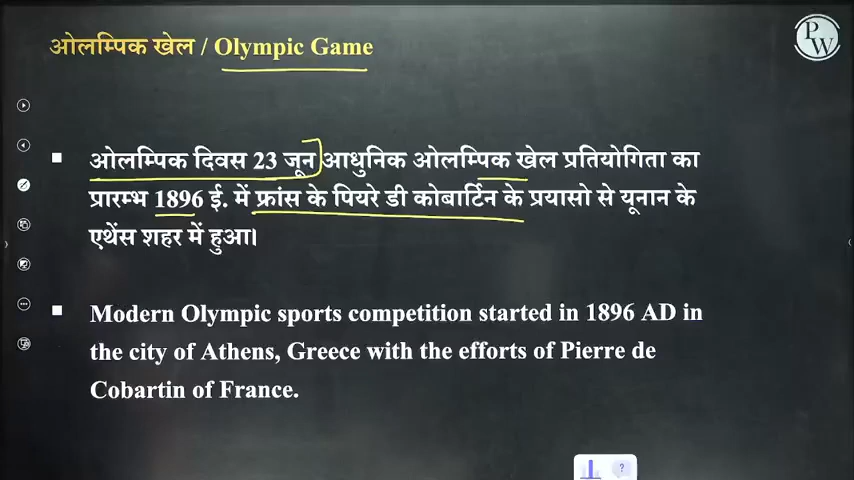 ओलम्पिक खेल / Olympic Game
PW
ओलम्पिक दिवस 23 जून आधुनिक ओलम्पिक खेल प्रतियोगिता का
प्रारम्भ 1896 ई. में फ्रांस के पियरे डी कोबार्टिन के प्रयासो से यूनान के
एथेंस शहर में हुआ।
Modern Olympic sports competition started in 1896 AD in
the city of Athens, Greece with the efforts of Pierre de
Cobartin of France.